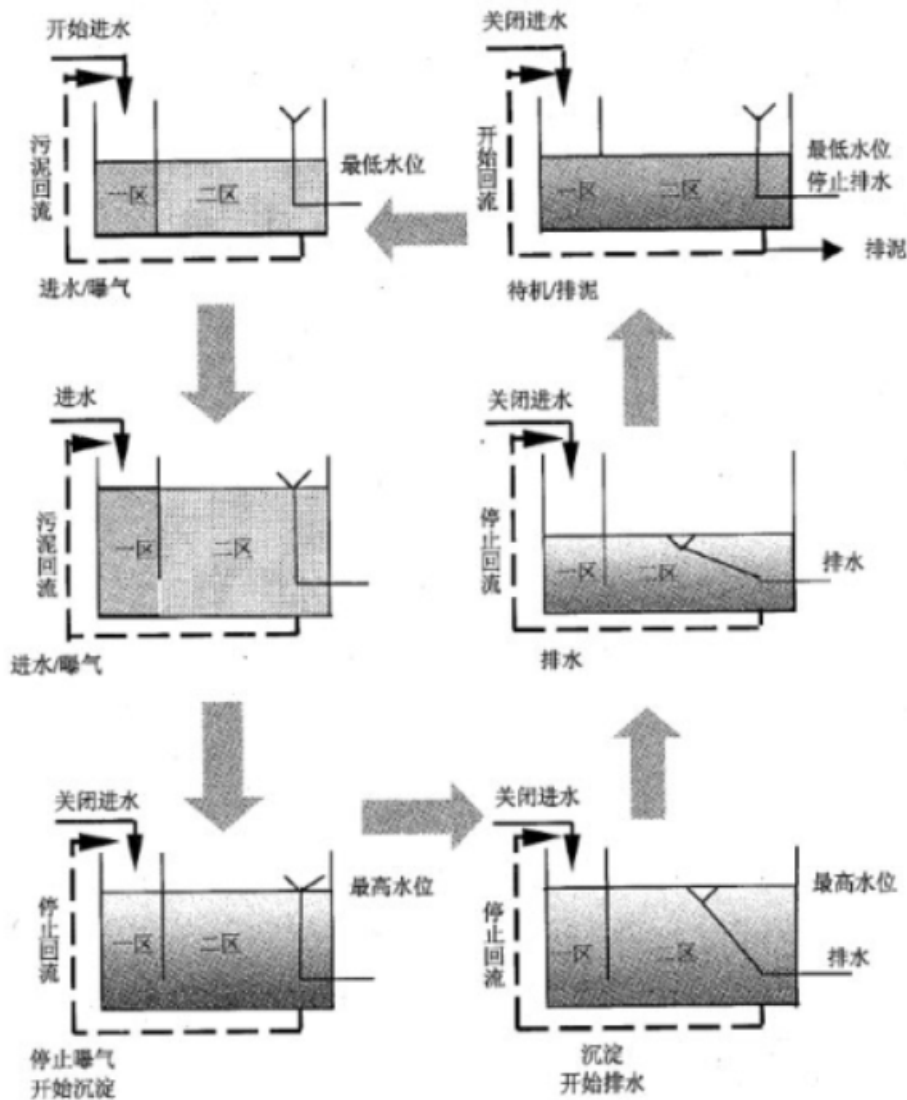 开始进水
污泥回流
一区
二区
最低水位
进水/曝气
关闭进水
开始回流
一区
二区
最低水位
停止排水
排泥
待机/排泥
进水
污泥回流
一区
二区
进水/曝气
关闭进水
停止回流
一区
二区
排水
排水
关闭进水
停止回流
一区
二区
最高水位
停止曝气
开始沉淀
关闭进水
停止回流
一区
二区
最高水位
排水
沉淀
开始排水